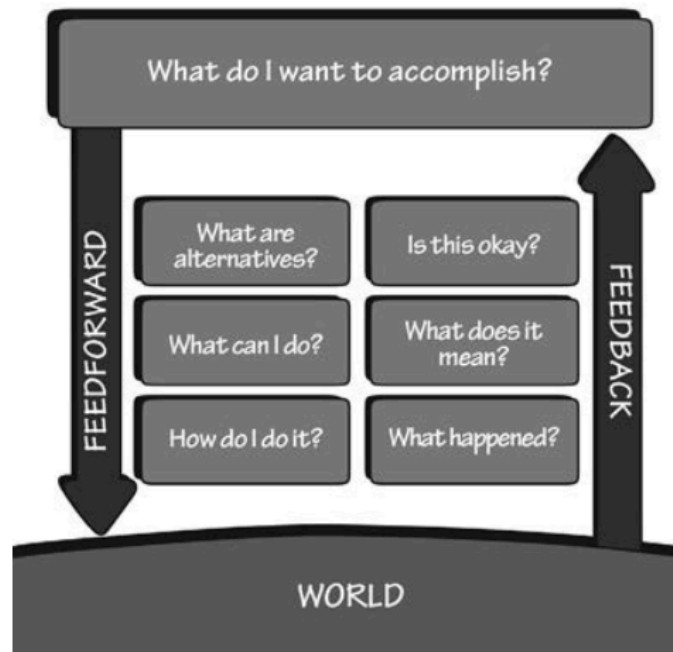 What do I want to accomplish?
FEEDFORWARD
What are
alternatives?
What can I do?
How do I do it?
Is this okay?
What does it
mean?
What happened?
FEEDBACK
WORLD